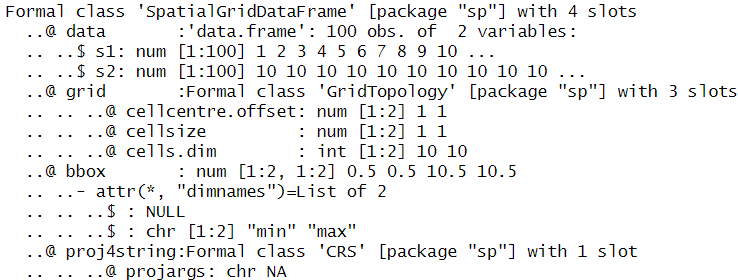 Formal class 'SpatialGridDataFrame' [package "sp"] with 4 slots
  ..@ data       :'data.frame': 100 obs. of  2 variables:
  .. ..$ s1: num [1:100] 1 2 3 4 5 6 7 8 9 10 ...
  .. ..$ s2: num [1:100] 10 10 10 10 10 10 10 10 10 10 ...
  ..@ grid       :Formal class 'GridTopology' [package "sp"] with 3 slots
  .. .. ..@ cellcentre.offset: num [1:2] 1 1
  .. .. ..@ cellsize         : num [1:2] 1 1
  .. .. ..@ cells.dim        : int [1:2] 10 10
  ..@ bbox       : num [1:2, 1:2] 0.5 0.5 10.5 10.5
  .. ..- attr(*, "dimnames")=List of 2
  .. .. ..$ : NULL
  .. .. ..$ : chr [1:2] "min" "max"
  ..@ proj4string:Formal class 'CRS' [package "sp"] with 1 slot
  .. .. ..@ projargs: chr NA